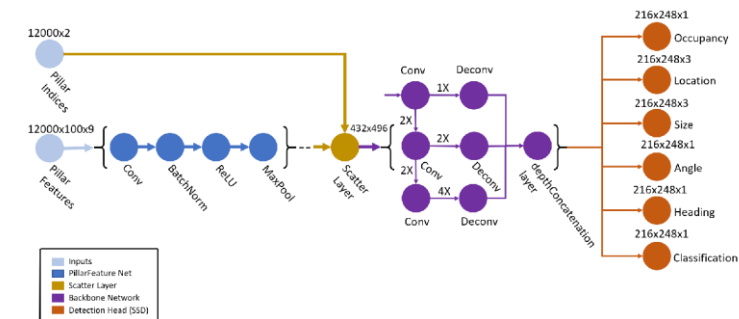 12000x2
Pillar
Indices
12000x100x9
Pillar
Features
Conv
BatchNorm
ReLU
MaxPool
432x496
Scatter
Layer
Conv
Deconv
1X
2X
2X
Conv
Deconv
2X
4X
Conv
Deconv
depthConcatenation
layer
216x248x1
Occupancy
216x248x3
Location
216x248x3
Size
216x248x1
Angle
216x248x1
Heading
216x248x1
Classification
Inputs
PillarFeature Net
Scatter Layer
Backbone Network
Detection Head (SSD)